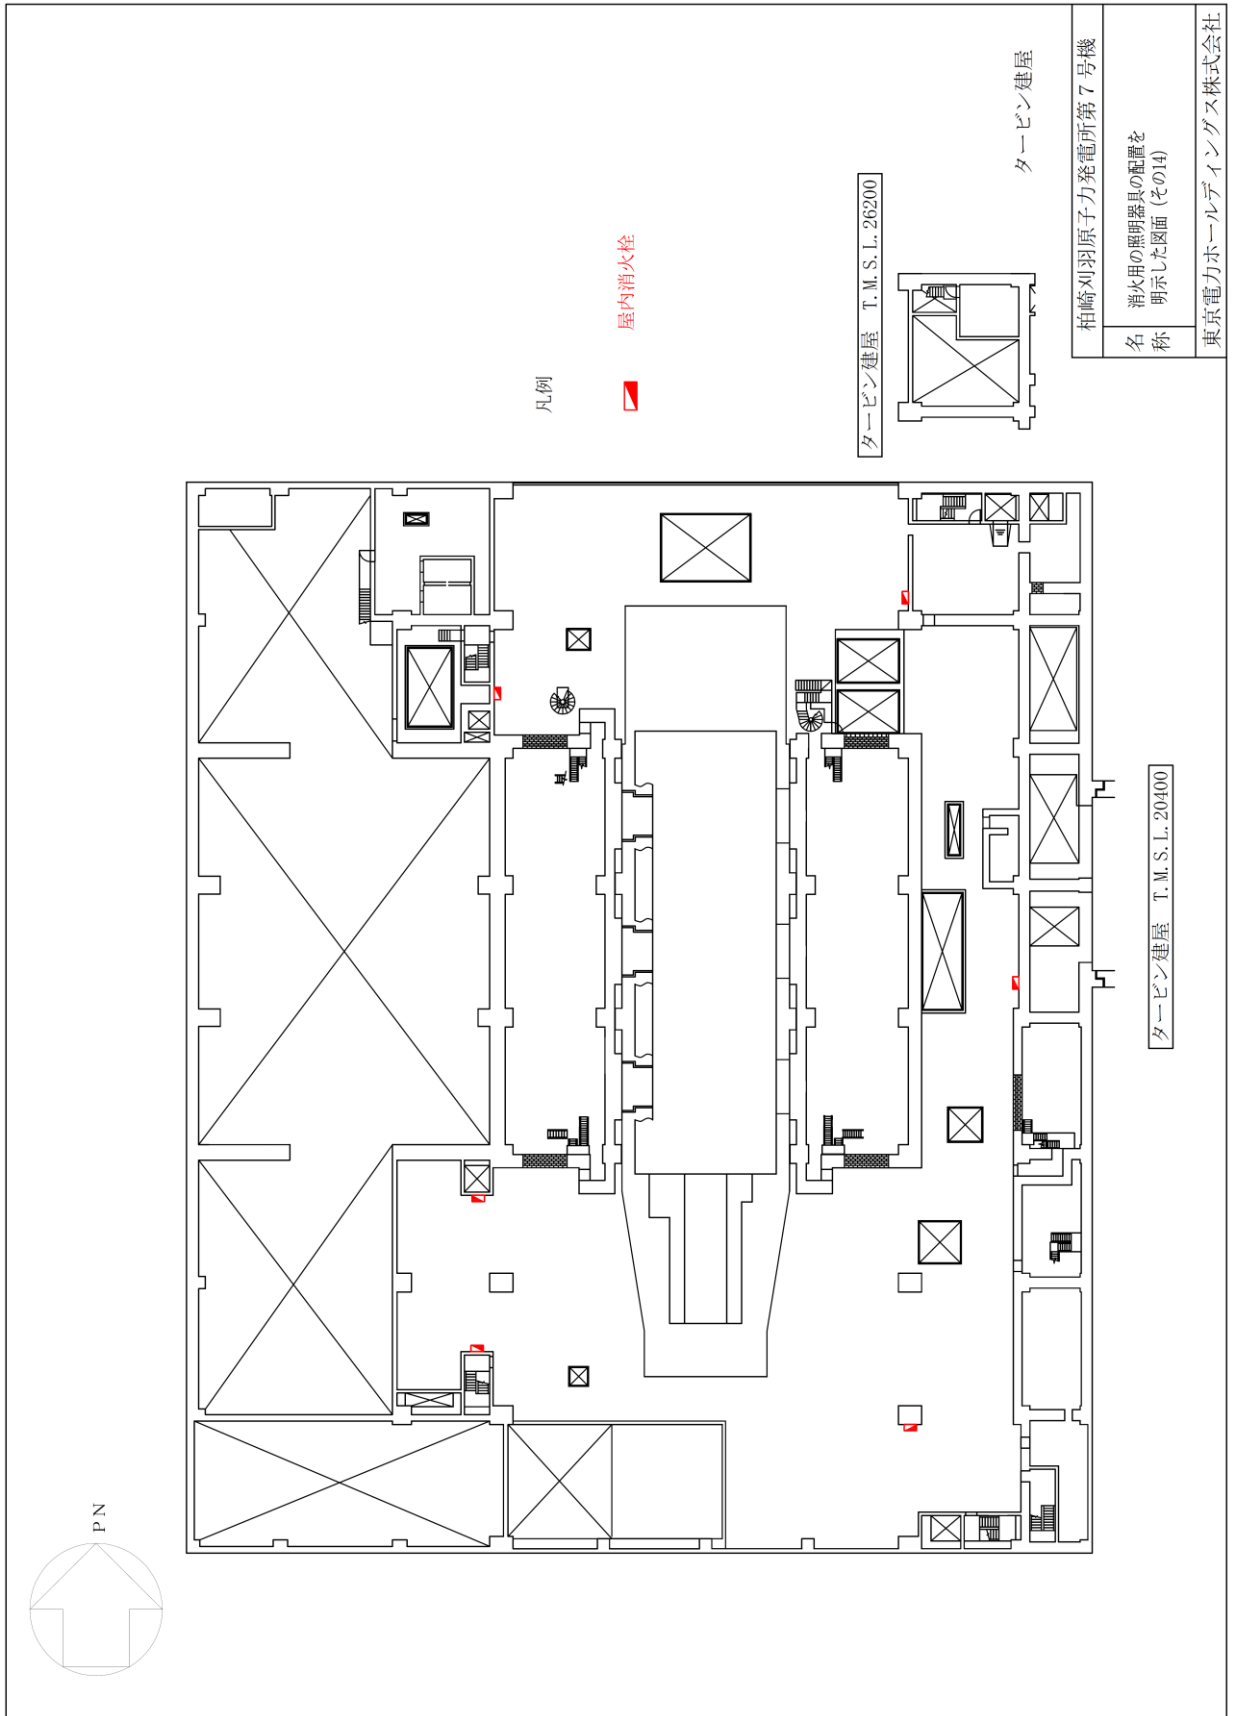 PN
凡例
屋内消火栓
タービン建屋 T.M.S.L.26200
タービン建屋 T.M.S.L.20400
タービン建屋
柏崎刈羽原子力発電所第7号機
名称
消火用の照明器具の配置を
明示した図面（その14）
東京電力ホールディングス株式会社